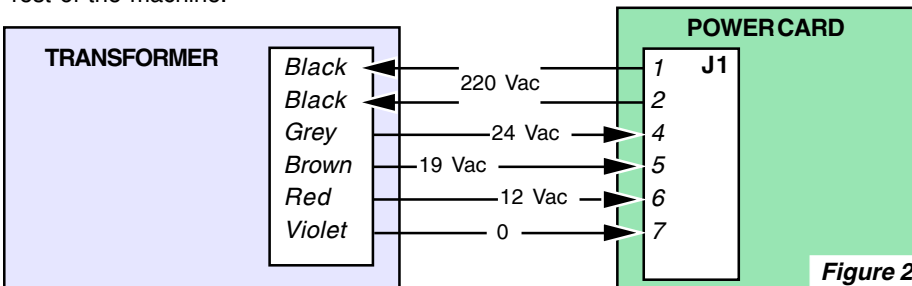 rest of the machine.
POWER CARD
TRANSFORMER
J1
Black 1
220 Vac
Black 2
Grey 24 Vac 4
Brown 19 Vac 5
Red 12 Vac 6
Violet 0 7
Figure 2